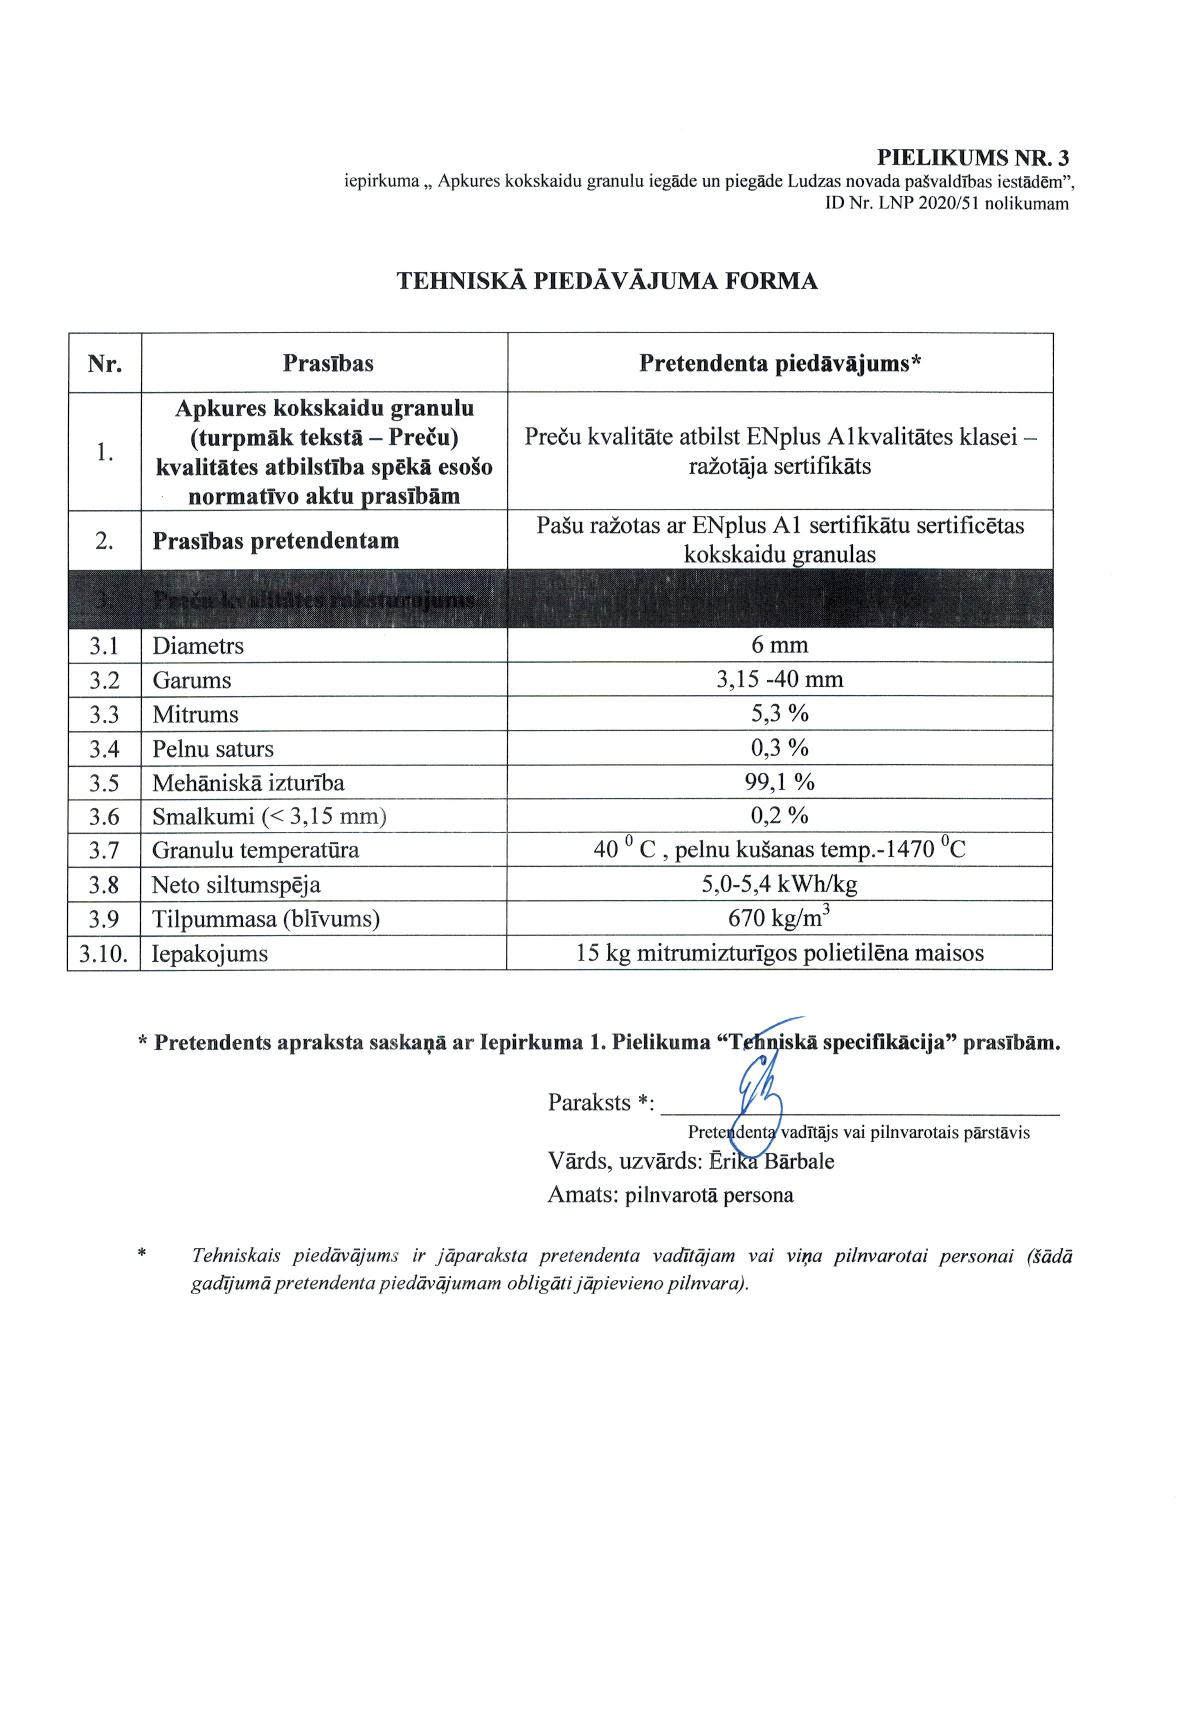 PIELIKUMS NR. 3
iepirkuma „ Apkures kokskaidu granulu iegāde un piegāde Ludzas novada pašvaldības iestādēm”,
ID Nr. LNP 2020/51 nolikumam
TEHNISKĀ PIEDĀVĀJUMA FORMA
Nr. Prasības Pretendenta piedāvājums*
1.
Apkures kokskaidu granulu
(turpmāk tekstā – Preču)
kvalitātes atbilstība spēkā esošo
normatīvo aktu prasībām
Preču kvalitāte atbilst ENplus A1kvalitātes klasei –
ražotāja sertifikāts
2. Prasības pretendentam
Pašu ražotas ar ENplus A1 sertifikātu sertificētas
kokskaidu granulas
3. Preču kvalitātes raksturojums
3.1 Diametrs 6 mm
3.2 Garums 3,15 -40 mm
3.3 Mitrums 5,3 %
3.4 Pelnu saturs 0,3 %
3.5 Mehāniskā izturība 99,1 %
3.6 Smalkumi (< 3,15 mm) 0,2 %
3.7 Granulu temperatūra 40 ⁰ C , pelnu kušanas temp.-1470 ⁰C
3.8 Neto siltumspēja 5,0-5,4 kWh/kg
3.9 Tilpummasa (blīvums) 670 kg/m³
3.10. Iepakojums 15 kg mitrumizturīgos polietilēna maisos
* Pretendents apraksta saskaņā ar Iepirkuma 1. Pielikuma “Tehniskā specifikācija” prasībām.
Paraksts *:
Pretendenta vadītājs vai pilnvarotais pārstāvis
Vārds, uzvārds: Ērika Bārbale
Amats: pilnvarotā persona
* Tehniskais piedāvājums ir jāparaksta pretendenta vadītājam vai viņa pilnvarotai personai (šādā
gadījumā pretendenta piedāvājumam obligāti jāpievieno pilnvara).